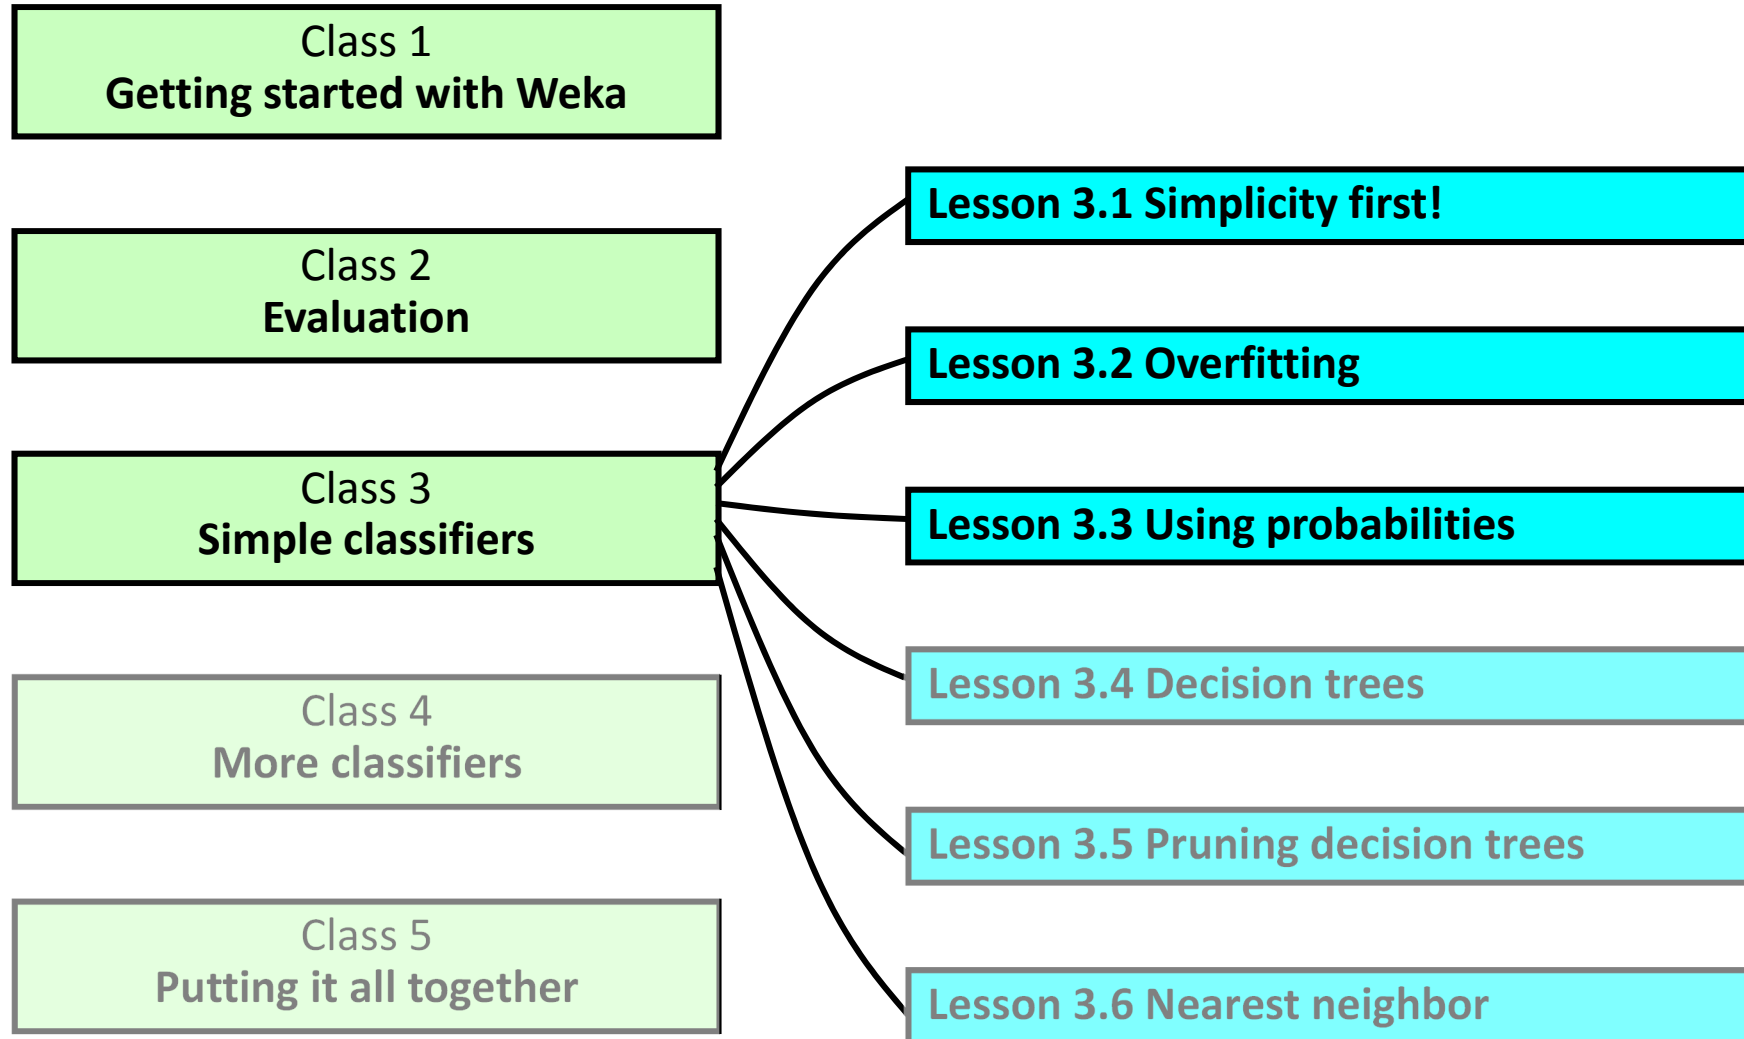 Class 1
Getting started with Weka
Class 2
Evaluation
Class 3
Simple classifiers
Class 4
More classifiers
Class 5
Putting it all together
Lesson 3.1 Simplicity first!
Lesson 3.2 Overfitting
Lesson 3.3 Using probabilities
Lesson 3.4 Decision trees
Lesson 3.5 Pruning decision trees
Lesson 3.6 Nearest neighbor